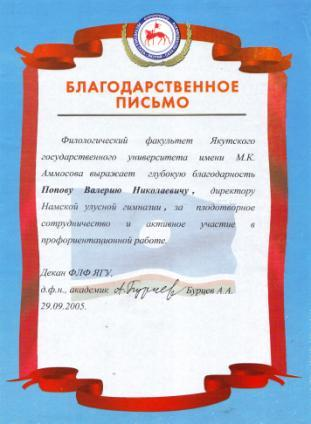 БЛАГОДАРСТВЕННОЕ
ПИСЬМО
Филологический факультет Якутского
государственного университета имени М.К.
Аммосова выражает глубокую благодарность
Попову Валерию Николаевичу, директору
Намской улусной гимназии, за плодотворное
сотрудничество и активное участие в
профориентационной работе.
Декан ФЛФ ЯГУ,
д.ф.н., академик А.Бурцев Бурцев А.А.
29.09.2005.